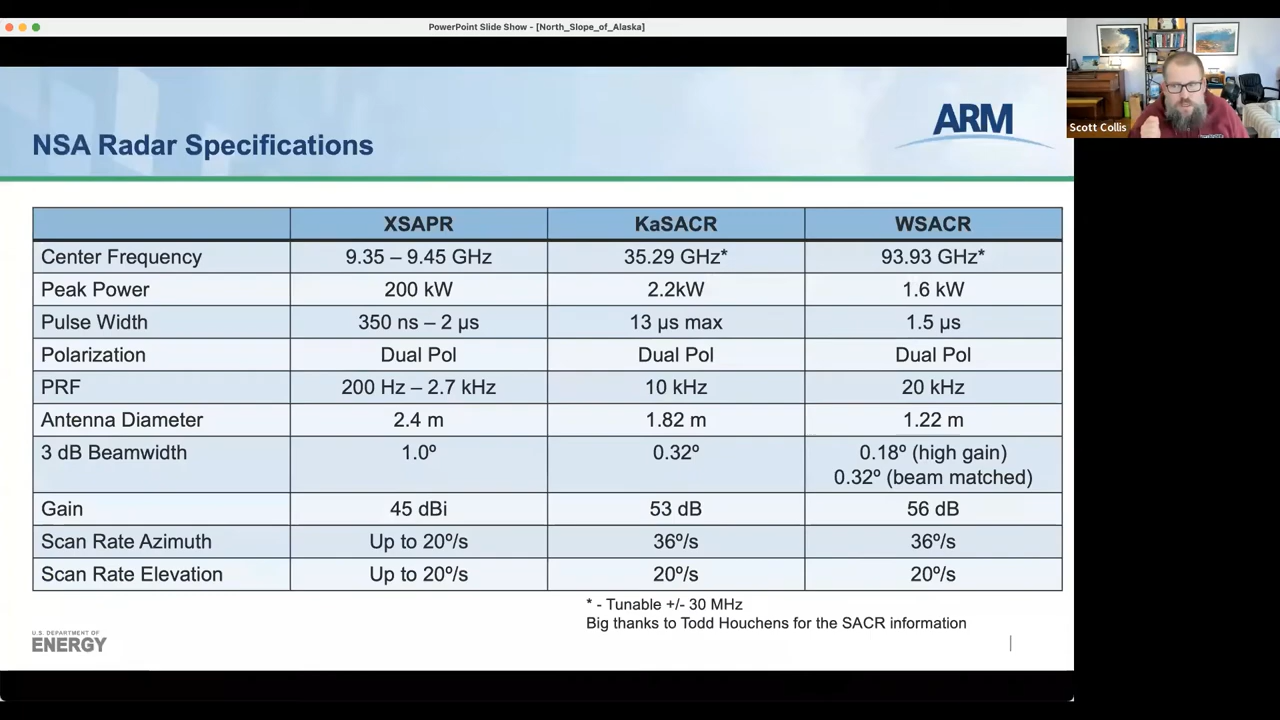 PowerPoint Slide Show - [North_Slope_of_Alaska]
Scott Collis
ARM
NSA Radar Specifications
XSAPR KaSACR WSACR
Center Frequency 9.35 – 9.45 GHz 35.29 GHz* 93.93 GHz*
Peak Power 200 kW 2.2kW 1.6 kW
Pulse Width 350 ns – 2 µs 13 µs max 1.5 µs
Polarization Dual Pol Dual Pol Dual Pol
PRF 200 Hz – 2.7 kHz 10 kHz 20 kHz
Antenna Diameter 2.4 m 1.82 m 1.22 m
3 dB Beamwidth 1.0º 0.32º 0.18º (high gain)
0.32º (beam matched)
Gain 45 dBi 53 dB 56 dB
Scan Rate Azimuth Up to 20º/s 36º/s 36º/s
Scan Rate Elevation Up to 20º/s 20º/s 20º/s
* - Tunable +/- 30 MHz
Big thanks to Todd Houchens for the SACR information
U.S. DEPARTMENT OF
ENERGY